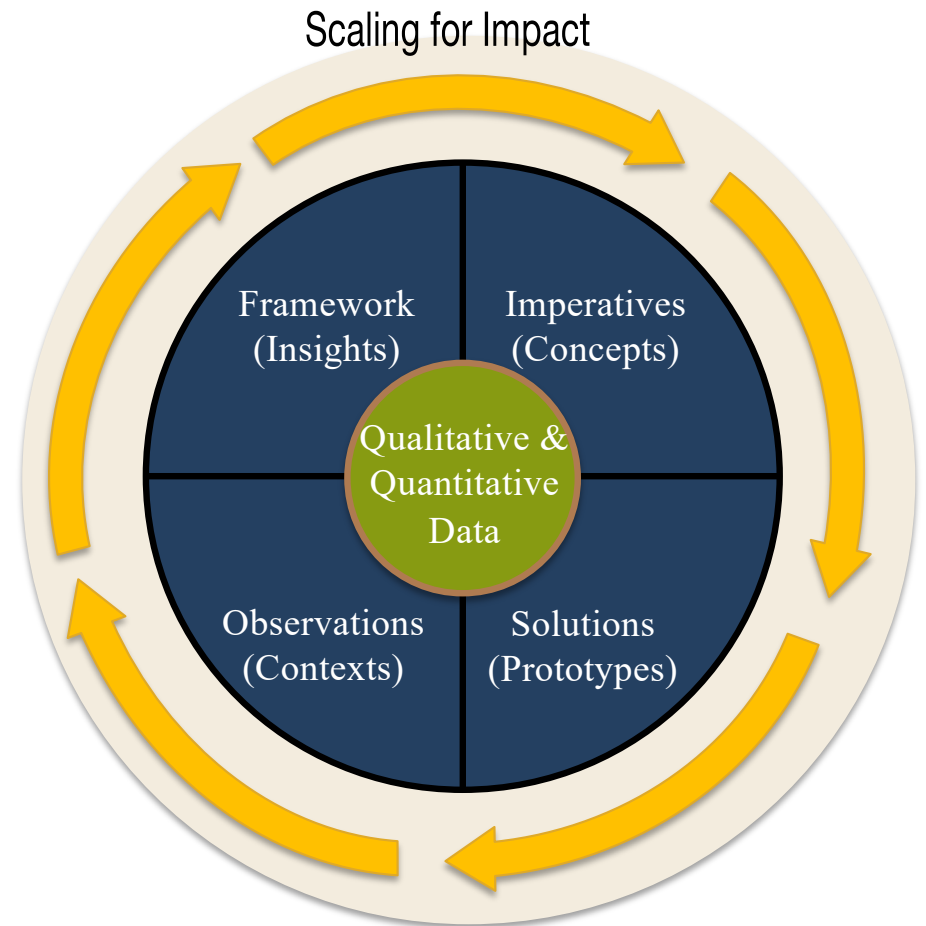 Scaling for Impact
Framework
(Insights)
Imperatives
(Concepts)
Qualitative &
Quantitative
Data
Observations
(Contexts)
Solutions
(Prototypes)